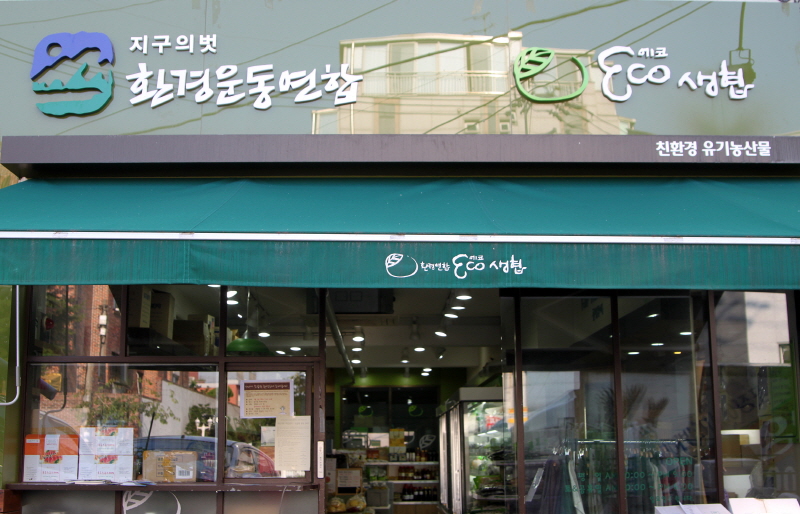 지구의벗
환경운동연합
에코
Eco 생협
친환경 유기농산물
에코
환경연합 Eco 생협